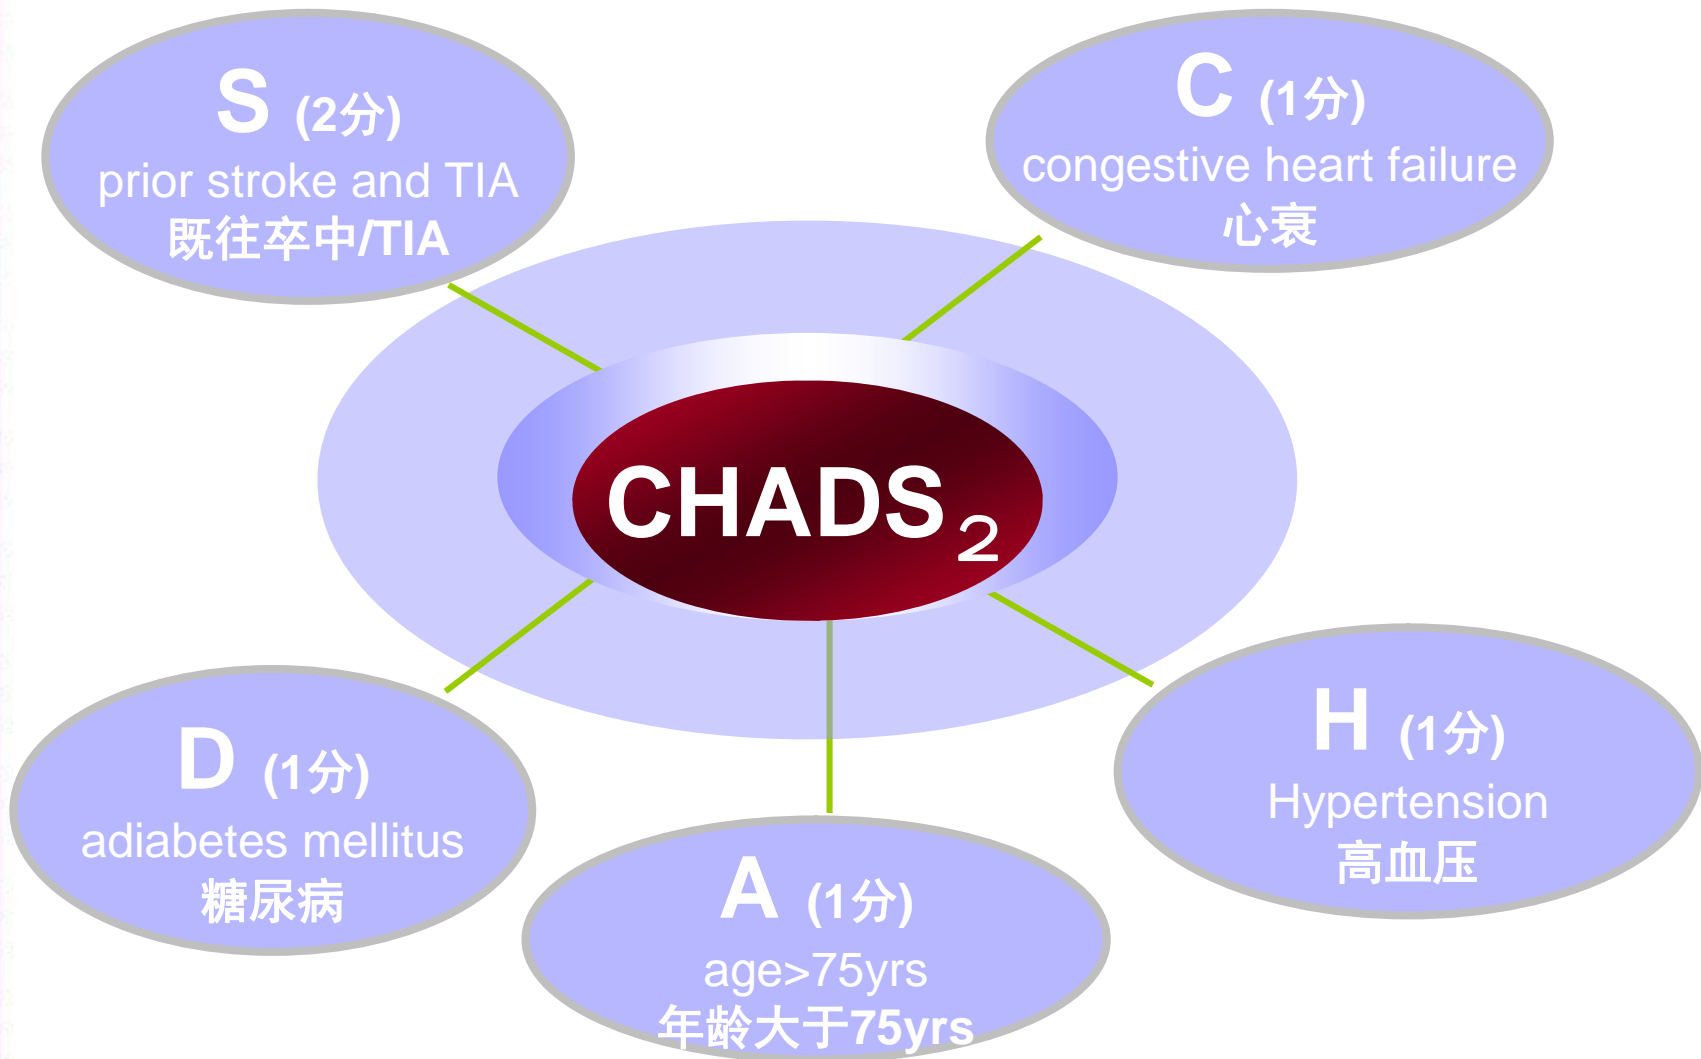 S (2分)
prior stroke and TIA
既往卒中/TIA
C (1分)
congestive heart failure
心衰
CHADS₂
D (1分)
adiabetes mellitus
糖尿病
A (1分)
age>75yrs
年龄大于75yrs
H (1分)
Hypertension
高血压